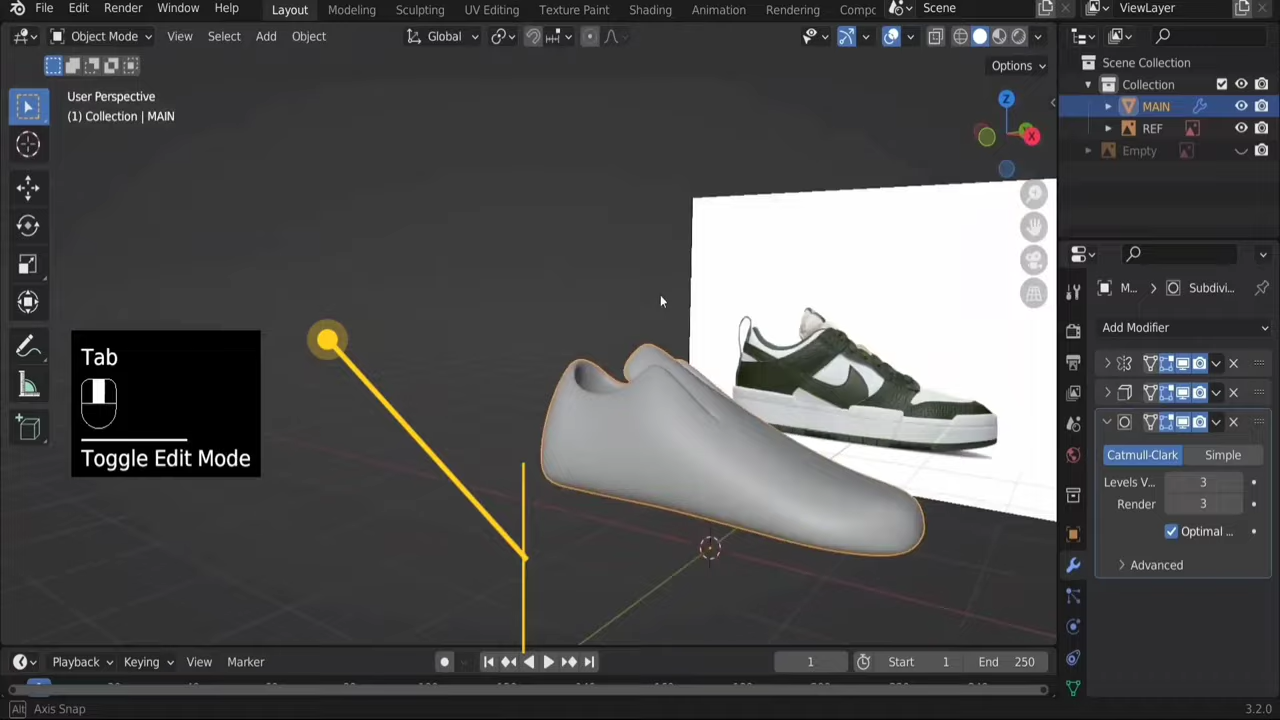 File Edit Render Window Help Layout Modeling Sculpting UV Editing Texture Paint Shading Animation Rendering Compc Scene ViewLayer
Object Mode View Select Add Object Global
Options
User Perspective
(1) Collection | MAIN
Scene Collection
Collection
MAIN
REF
Empty
M... > Subdivi...
Add Modifier
Catmull-Clark Simple
Levels V... 3
Render 3
Optimal ...
Advanced
Tab
Toggle Edit Mode
Playback Keying View Marker 1 Start 1 End 250
Alt Axis Snap 3.2.0